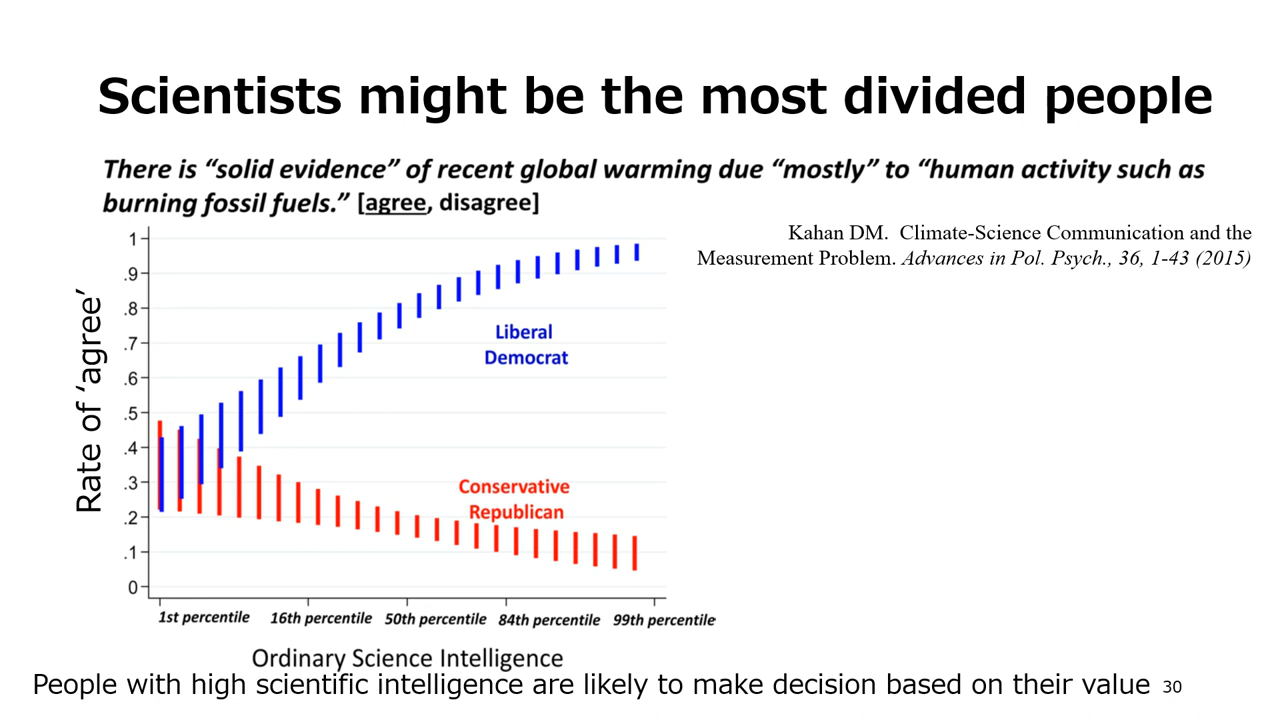 Scientists might be the most divided people
There is “solid evidence” of recent global warming due “mostly” to “human activity such as
burning fossil fuels.” [agree, disagree]
Kahan DM.  Climate-Science Communication and the
Measurement Problem. Advances in Pol. Psych., 36, 1-43 (2015)
Rate of ‘agree’
1
.9
.8
.7
.6
.5
.4
.3
.2
.1
0
Liberal
Democrat
Conservative
Republican
1st percentile 16th percentile 50th percentile 84th percentile 99th percentile
Ordinary Science Intelligence
People with high scientific intelligence are likely to make decision based on their value 30